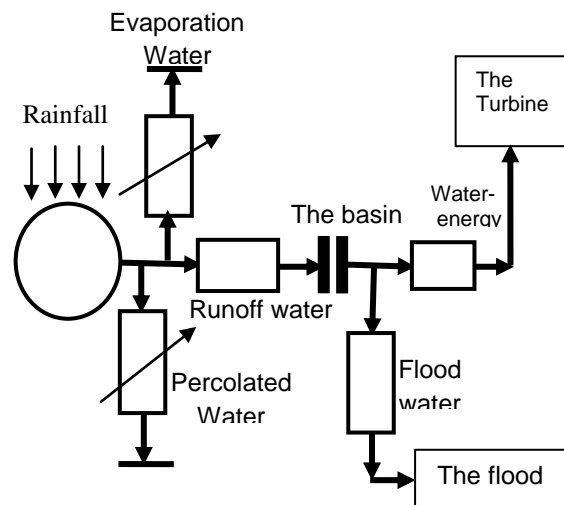 Evaporation
Water
Rainfall
The
Turbine
Water-
energy
The basin
Runoff water
Percolated
Water
Flood
water
The flood